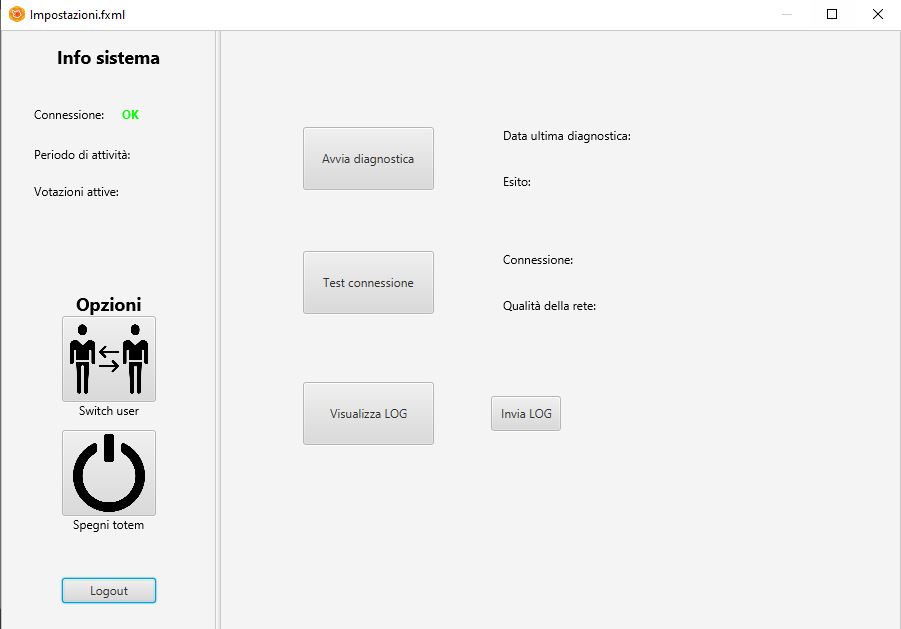 Impostazioni.fxml
Info sistema
Connessione: OK
Periodo di attività:
Votazioni attive:
Opzioni
Switch user
Spegni totem
Logout
Avvia diagnostica
Data ultima diagnostica:
Esito:
Test connessione
Connessione:
Qualità della rete:
Visualizza LOG
Invia LOG